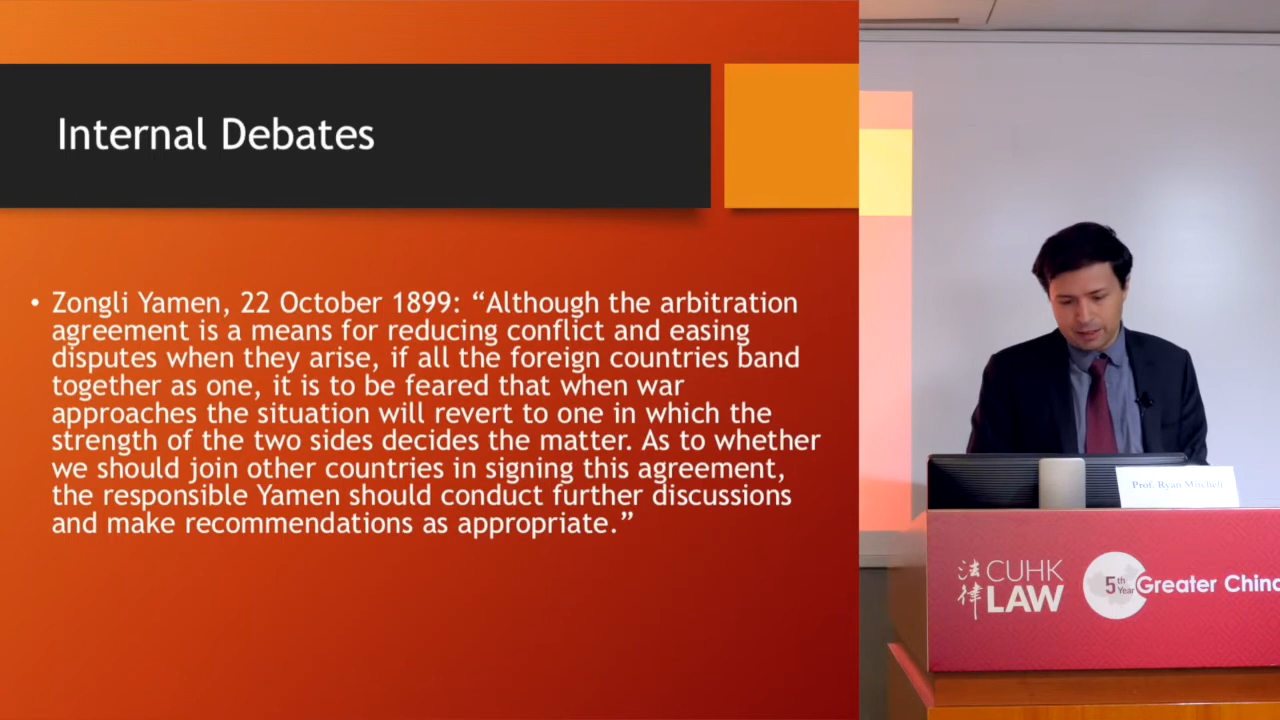 Internal Debates
• Zongli Yamen, 22 October 1899: “Although the arbitration
agreement is a means for reducing conflict and easing
disputes when they arise, if all the foreign countries band
together as one, it is to be feared that when war
approaches the situation will revert to one in which the
strength of the two sides decides the matter. As to whether
we should join other countries in signing this agreement,
the responsible Yamen should conduct further discussions
and make recommendations as appropriate.”
Prof. Ryan Mitchell
法律 CUHK
LAW
5th Year Greater China